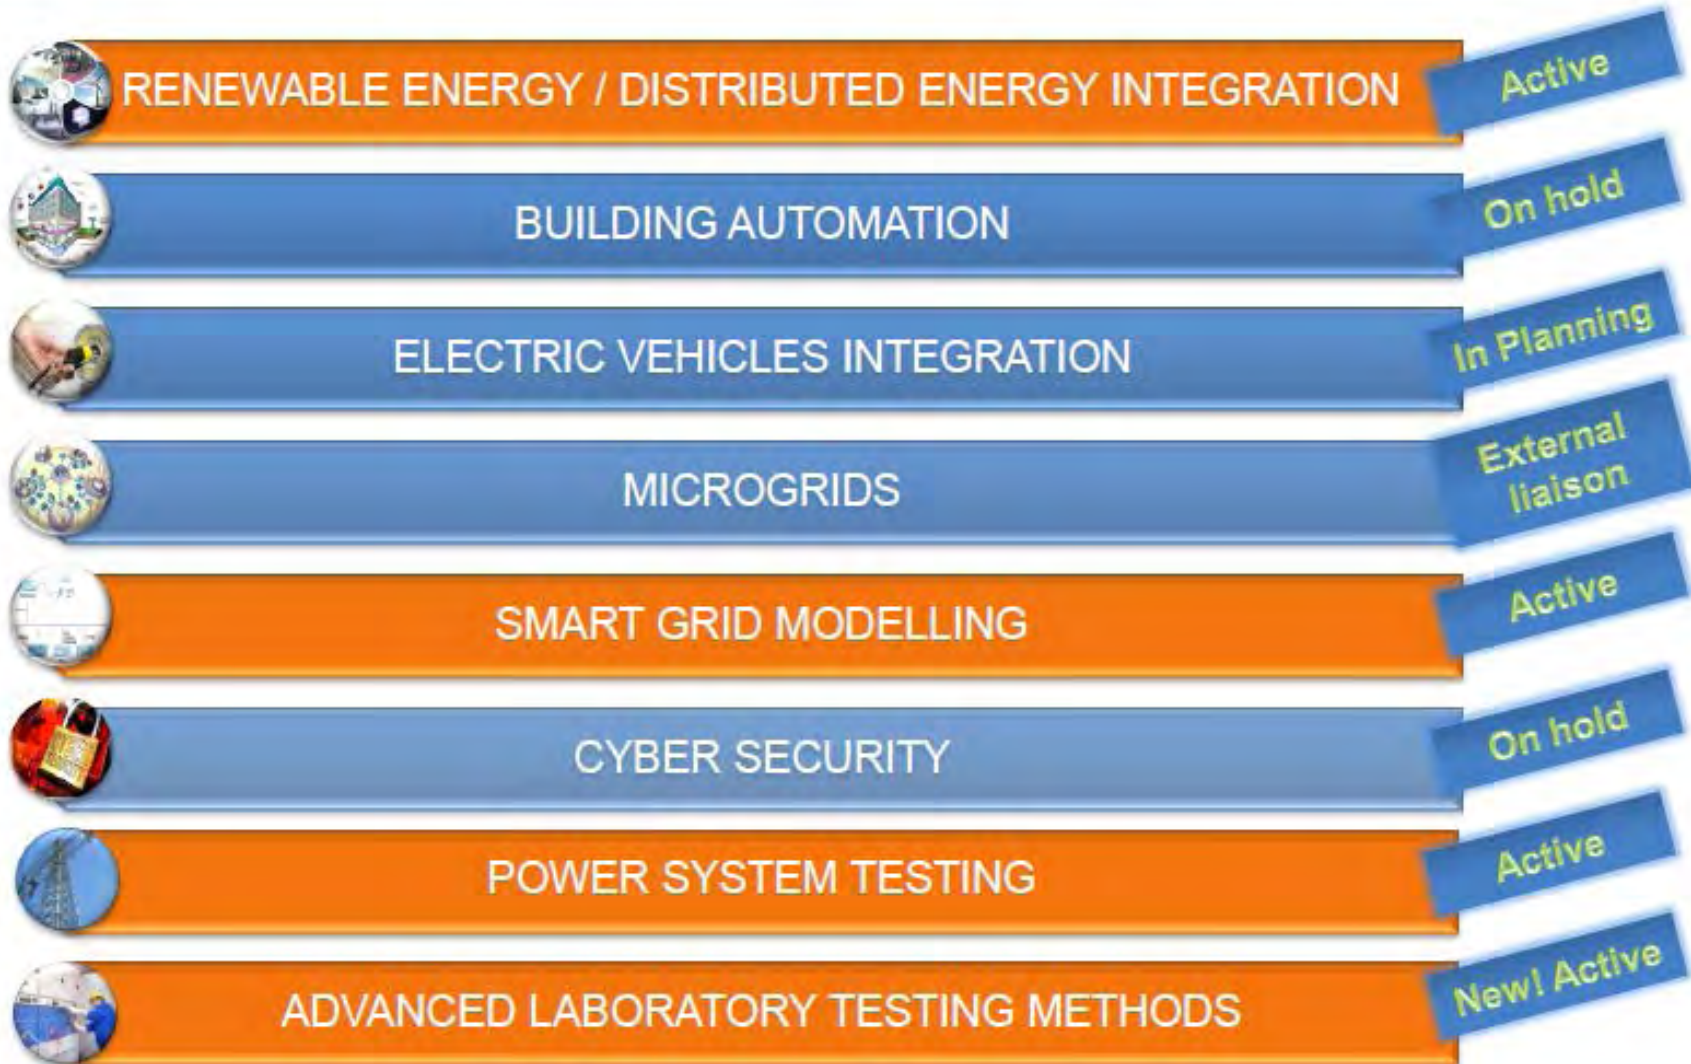 RENEWABLE ENERGY / DISTRIBUTED ENERGY INTEGRATION
Active
BUILDING AUTOMATION
On hold
ELECTRIC VEHICLES INTEGRATION
In Planning
MICROGRIDS
External
liaison
SMART GRID MODELLING
Active
CYBER SECURITY
On hold
POWER SYSTEM TESTING
Active
ADVANCED LABORATORY TESTING METHODS
New! Active